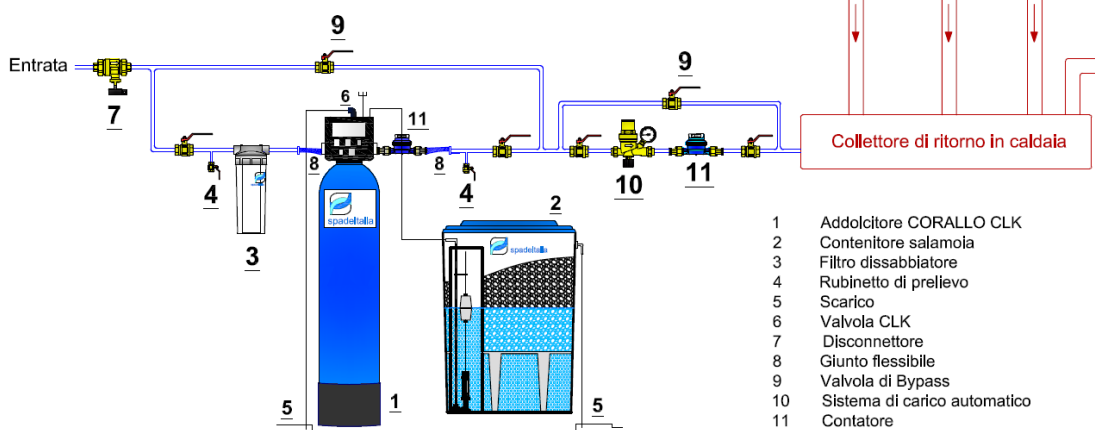 9
Entrata
7
6
11
9
4
8
8
4
10
11
Collettore di ritorno in caldaia
3
spadeItalia
2
spadeItalia
5
1
5
1 Addolcitore CORALLO CLK
2 Contenitore salamoia
3 Filtro dissabbiatore
4 Rubinetto di prelievo
5 Scarico
6 Valvola CLK
7 Disconnettore
8 Giunto flessibile
9 Valvola di Bypass
10 Sistema di carico automatico
11 Contatore